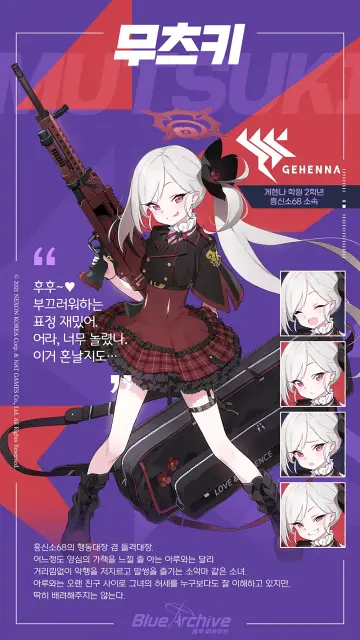 무츠키
MUTSUKI
GEHENNA
게헨나 학원 2학년
흥신소68 소속
“
후후~♥
부끄러워하는
표정 재밌어.
어라, 너무 놀렸나.
이거 혼날지도…
”
© 2021 NEXON KOREA Corp. & NAT GAMES Co., Ltd. All Rights Reserved.
흥신소68의 행동대장 겸 돌격대장.
어느정도 양심의 가책을 느낄 줄 아는 아루와는 달리
거리낌없이 악행을 저지르고 말썽을 즐기는 소악마 같은 소녀.
아루와는 오랜 친구 사이로 그녀의 허세를 누구보다도 잘 이해하고 있지만,
딱히 배려해주지는 않는다.
Blue Archive
블루 아카이브